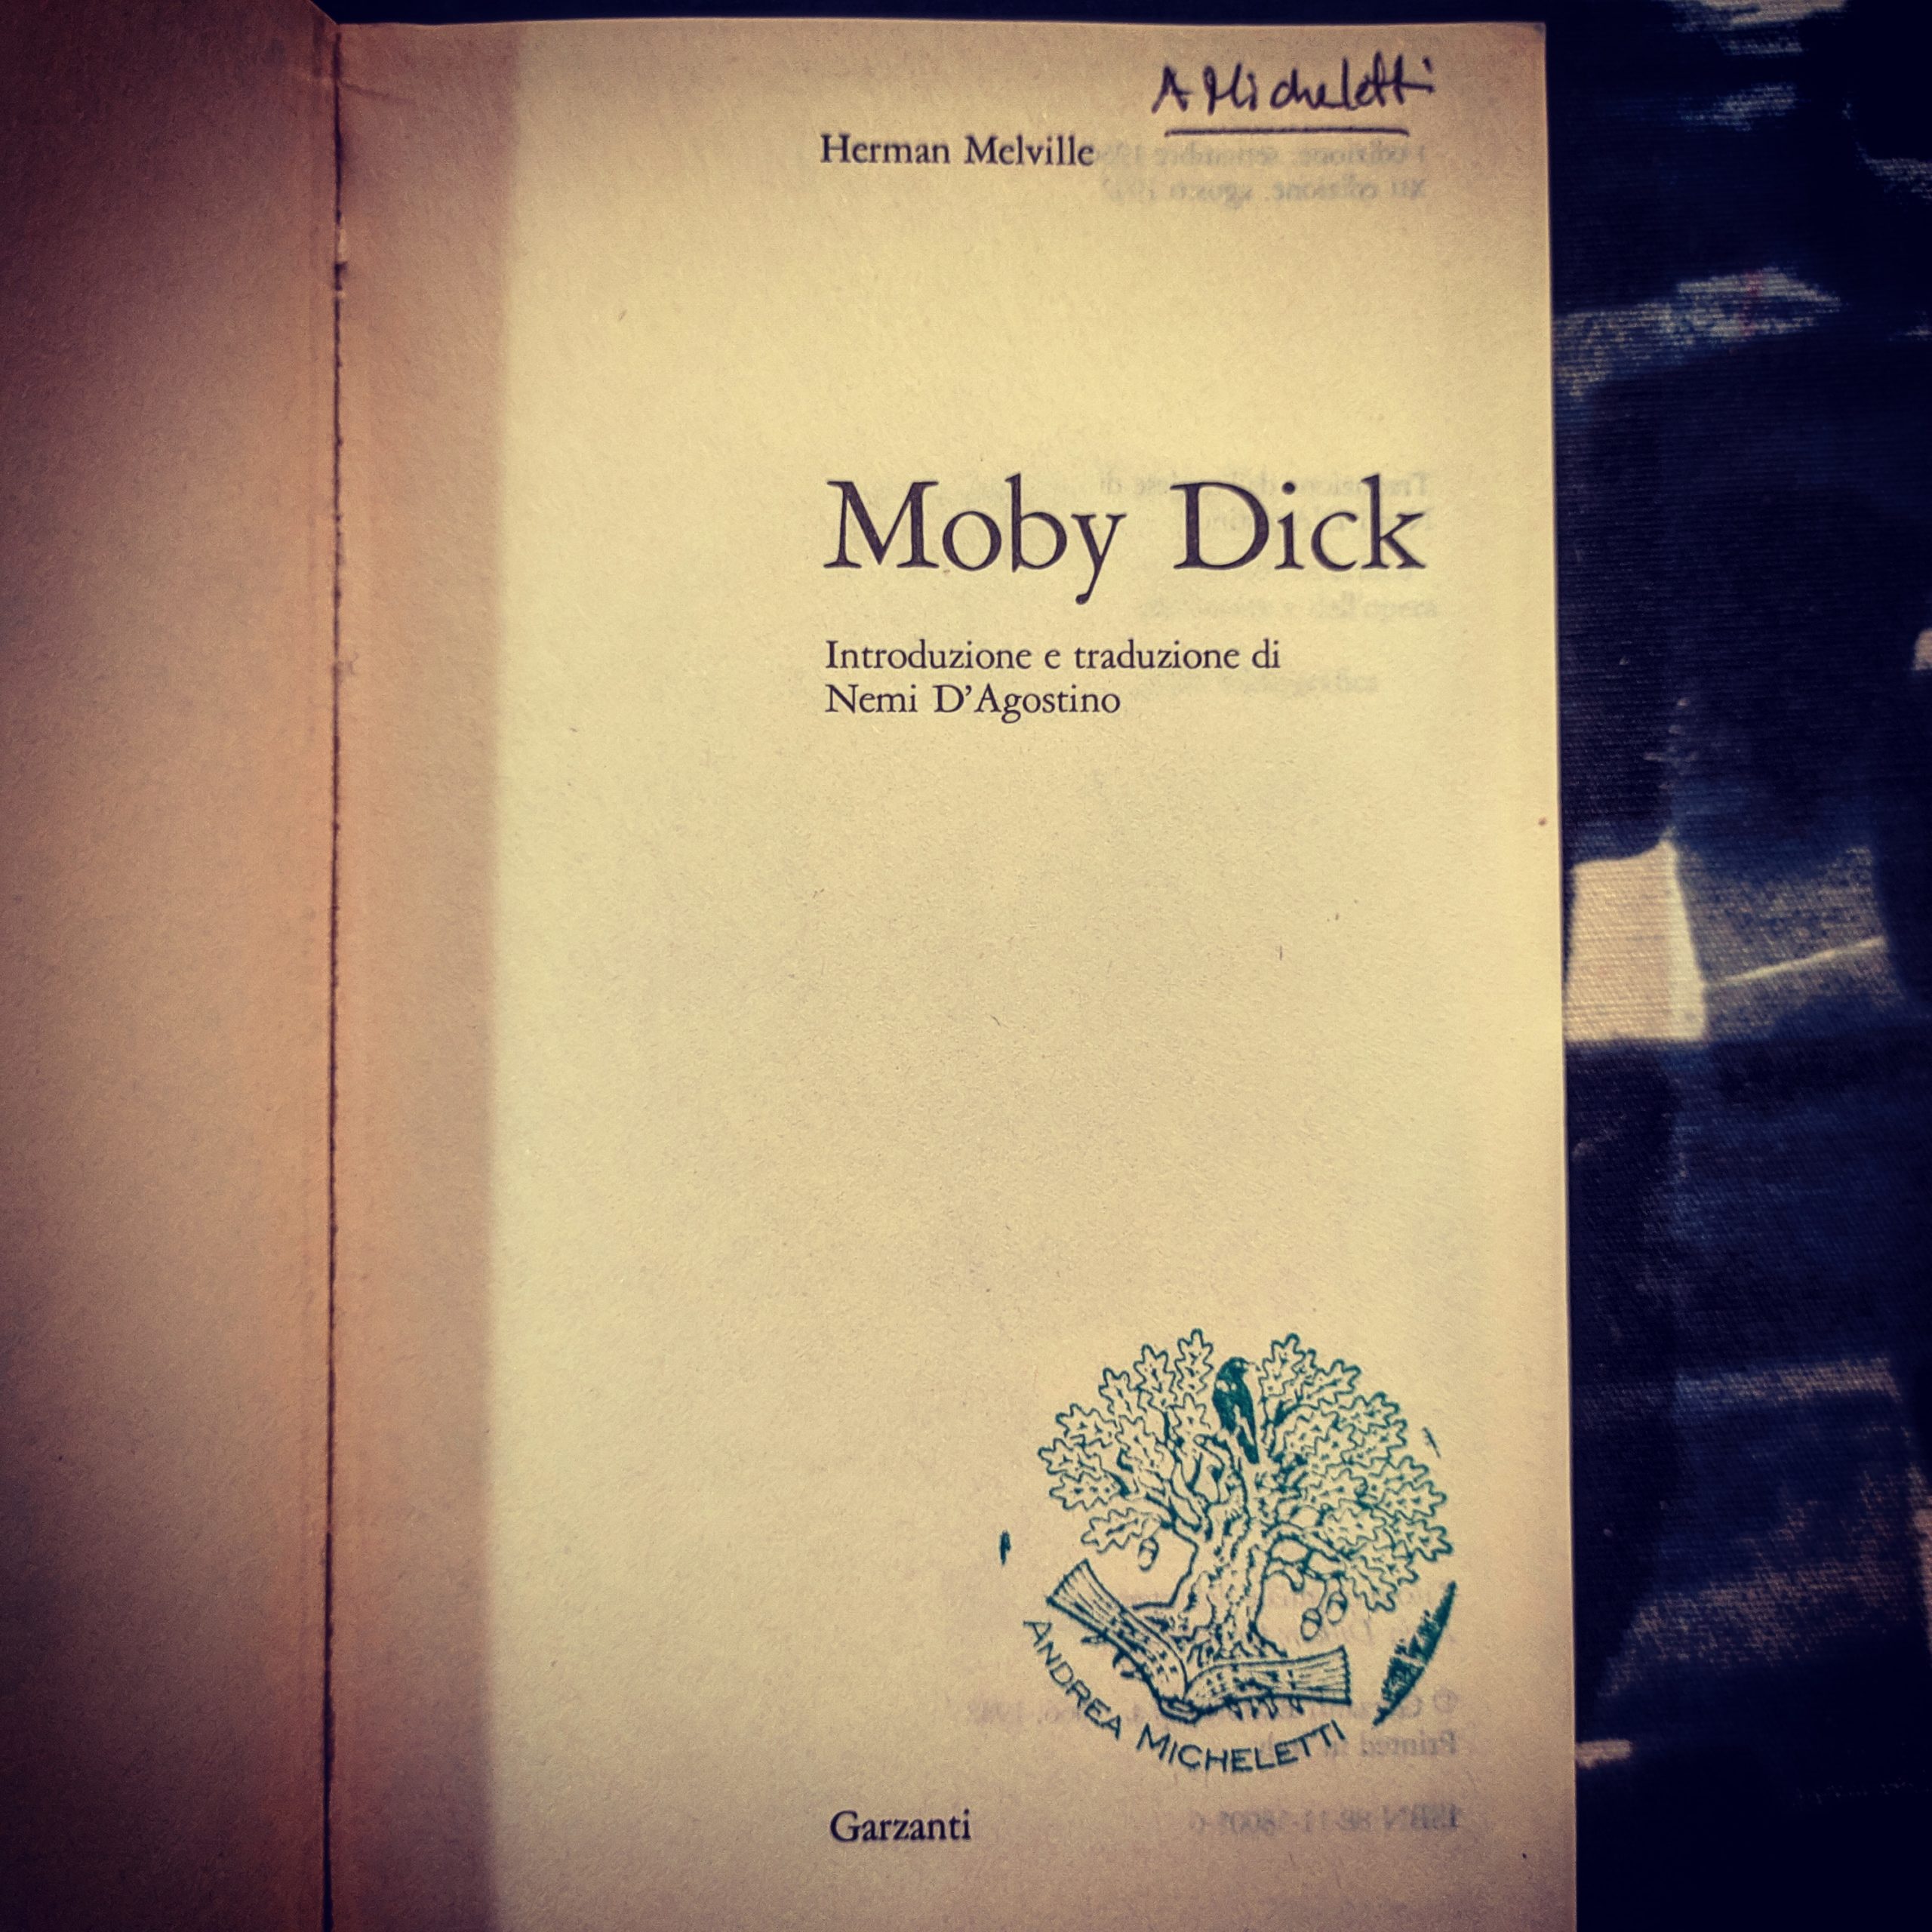 A Micheletti
Herman Melville
Moby Dick
Introduzione e traduzione di
Nemi D'Agostino
ANDREA MICHELETTI
Garzanti